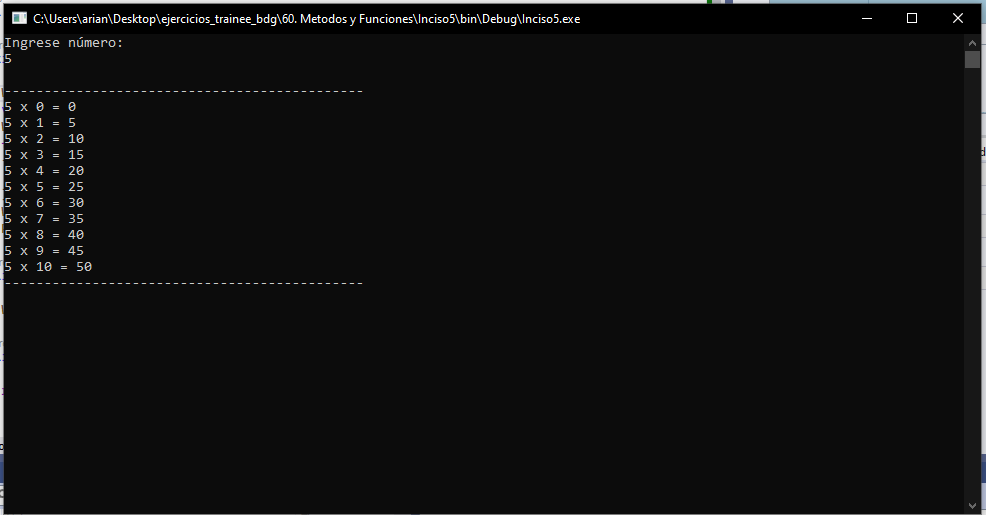 C:\Users\arian\Desktop\ejercicios_trainee_bdg\60. Metodos y Funciones\Inciso5\bin\Debug\Inciso5.exe
Ingrese número:
5
---------------------------------------------
5 x 0 = 0
5 x 1 = 5
5 x 2 = 10
5 x 3 = 15
5 x 4 = 20
5 x 5 = 25
5 x 6 = 30
5 x 7 = 35
5 x 8 = 40
5 x 9 = 45
5 x 10 = 50
---------------------------------------------